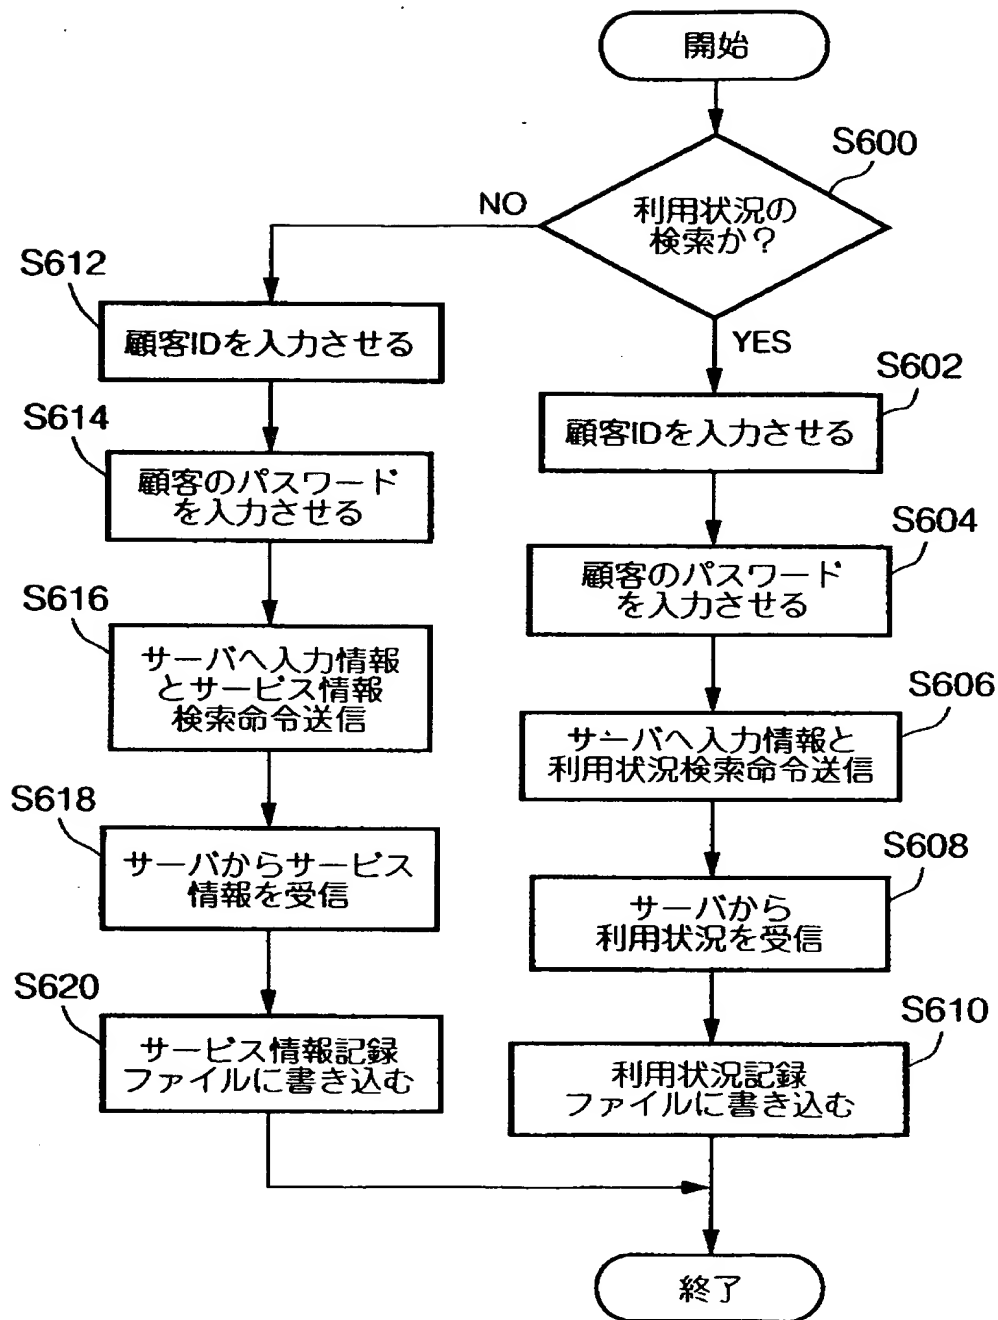 開始
S600
利用状況の
検索か？
NO
YES
S612
顧客IDを入力させる
S614
顧客のパスワード
を入力させる
S616
サーバへ入力情報
とサービス情報
検索命令送信
S618
サーバからサービス
情報を受信
S620
サービス情報記録
ファイルに書き込む
S602
顧客IDを入力させる
S604
顧客のパスワード
を入力させる
S606
サーバへ入力情報と
利用状況検索命令送信
S608
サーバから
利用状況を受信
S610
利用状況記録
ファイルに書き込む
終了